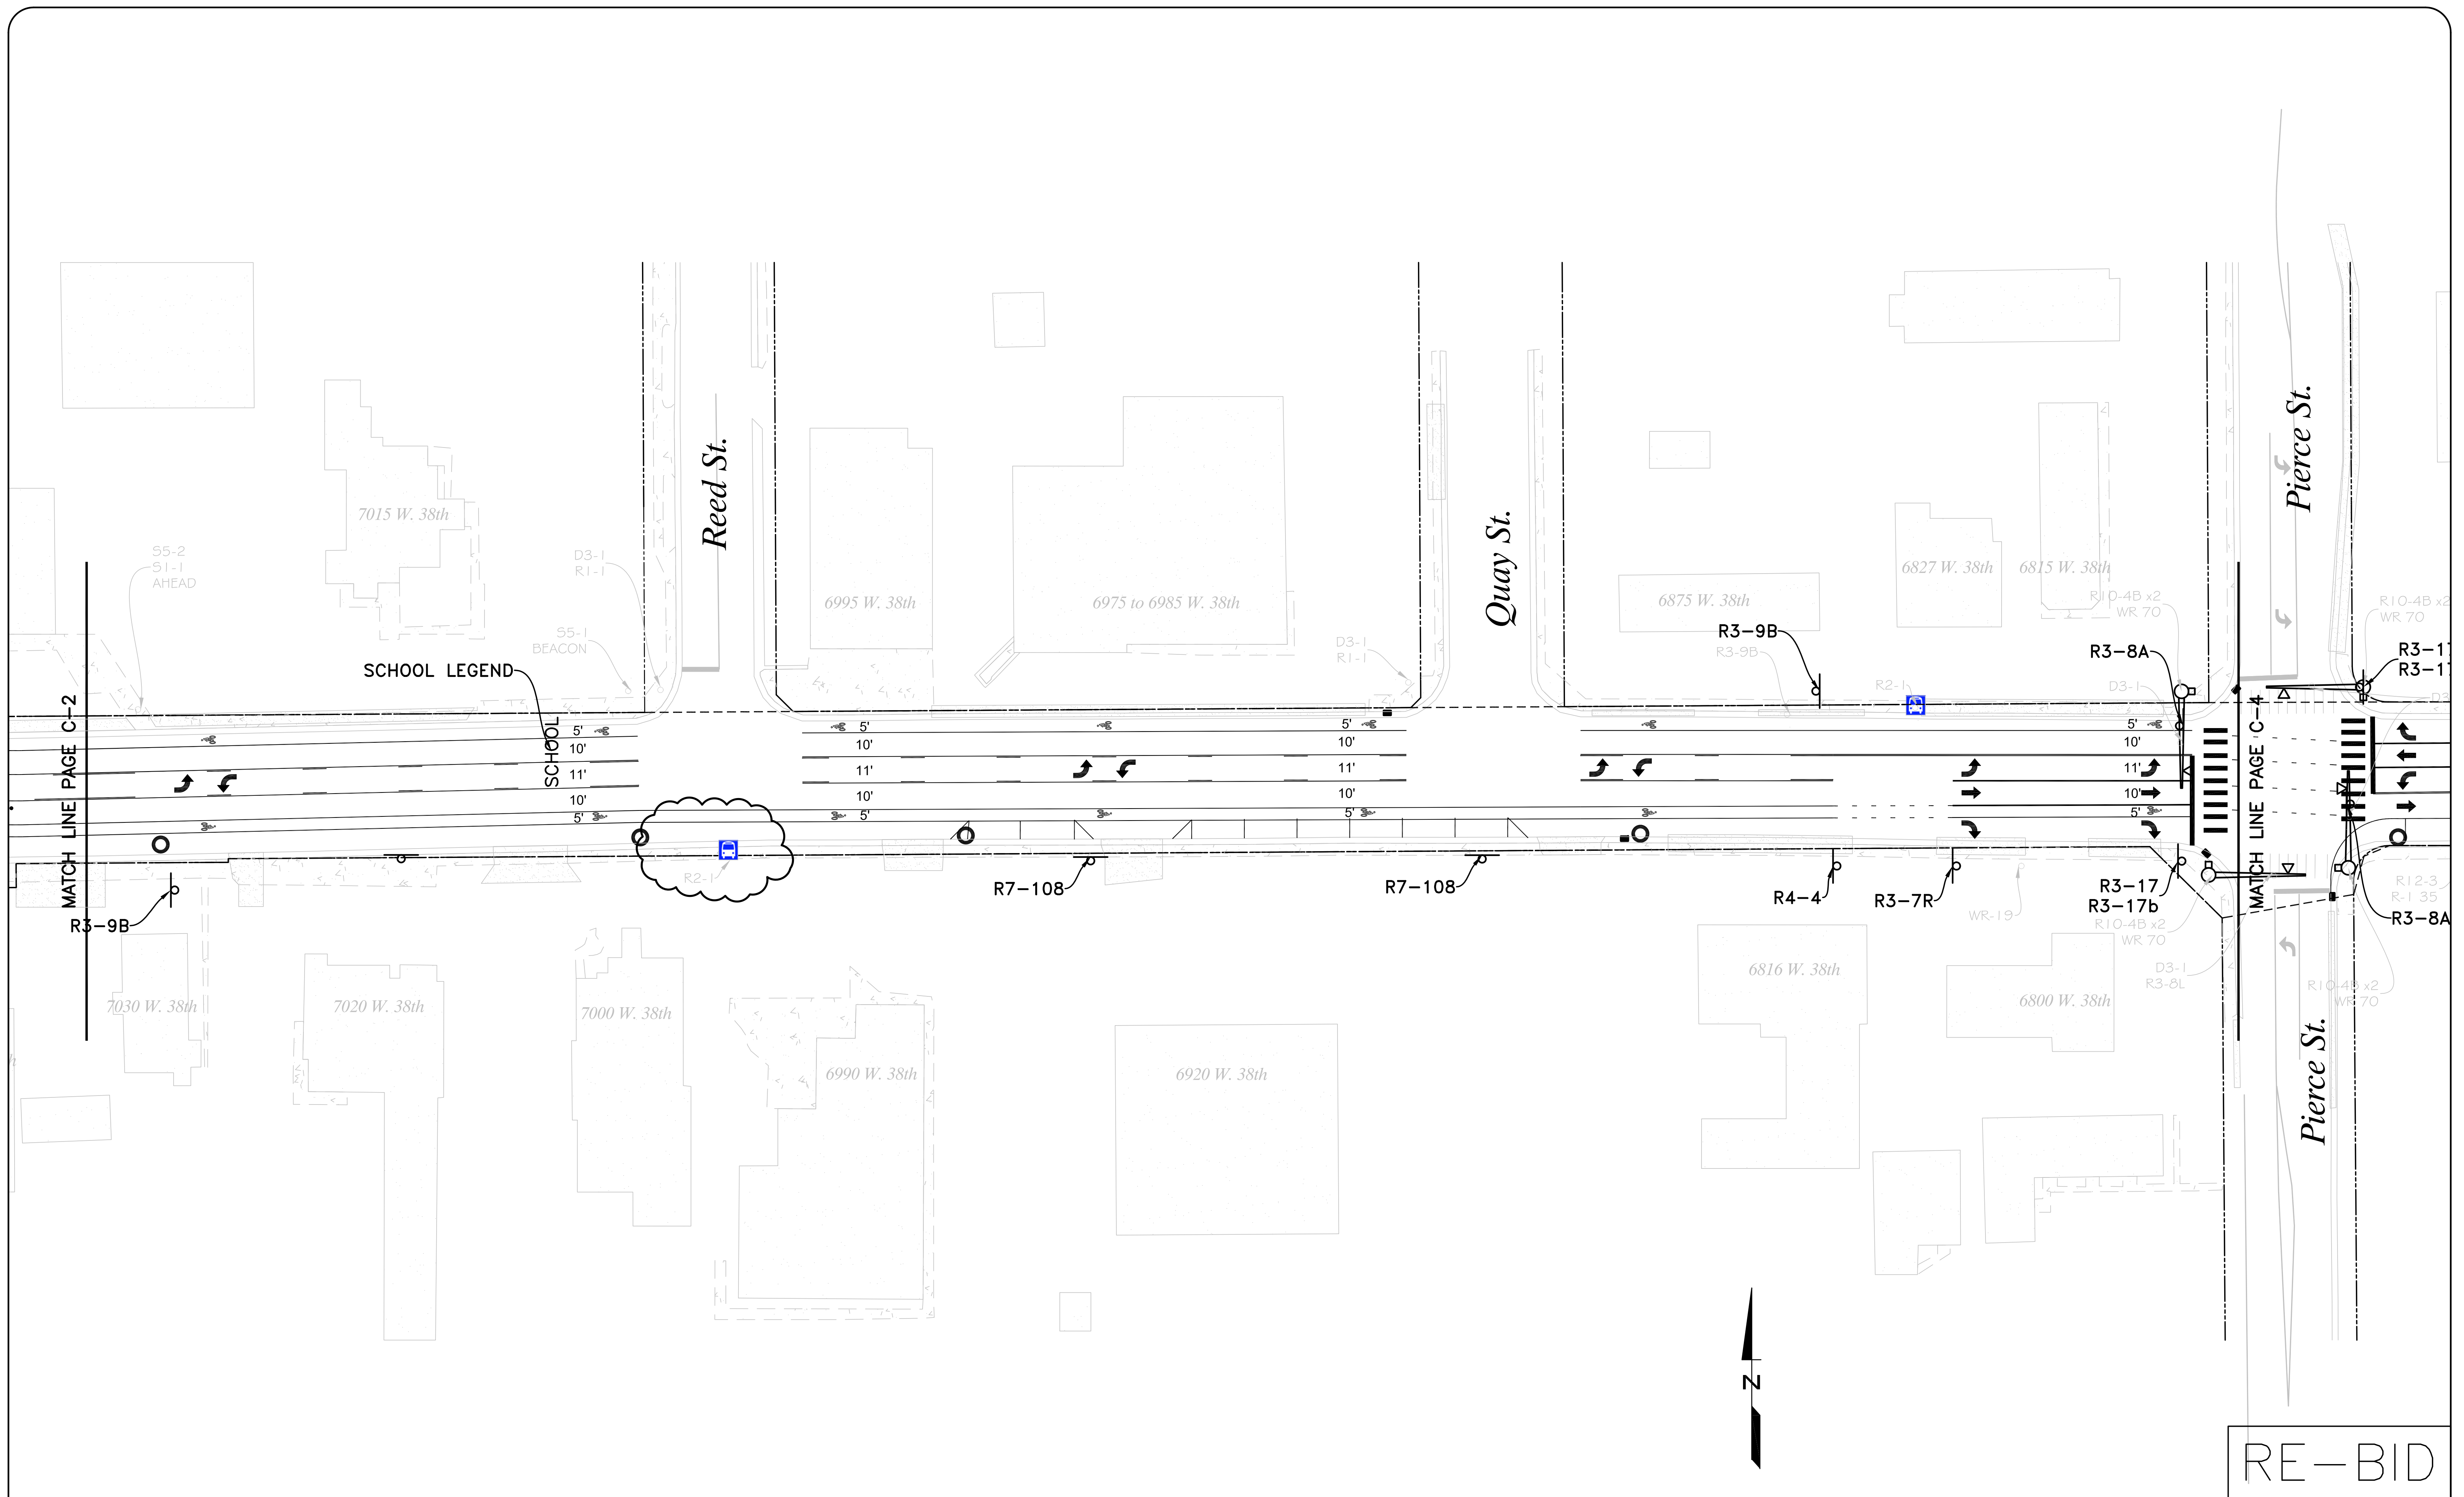 MATCH LINE PAGE C-2
S5-2
S1-1
AHEAD
7015 W. 38th
D3-1
R1-1
S5-1
BEACON
SCHOOL LEGEND
SCHOOL
Reed St.
6995 W. 38th
6975 to 6985 W. 38th
D3-1
R1-1
Quay St.
6875 W. 38th
R3-9B
R3-9B
6827 W. 38th
6815 W. 38th
R2-1
D3-1
R10-4B x2
WR 70
R3-8A
Pierce St.
MATCH LINE PAGE C-4
R10-4B x2
WR 70
R3-17
R3-17
D3
5'
10'
11'
10'
5'
5'
10'
11'
10'
5'
5'
10'
11'
10'
5'
5'
10'
11'
10'
5'
R3-9B
R2-1
R7-108
R7-108
R4-4
R3-7R
WR-19
R3-17
R3-17b
R10-4B x2
WR 70
D3-1
R3-8L
R12-3
R-1 35
R3-8A
R10-4B x2
WR 70
7030 W. 38th
7020 W. 38th
7000 W. 38th
6990 W. 38th
6920 W. 38th
6816 W. 38th
6800 W. 38th
Pierce St.
N
RE-BID